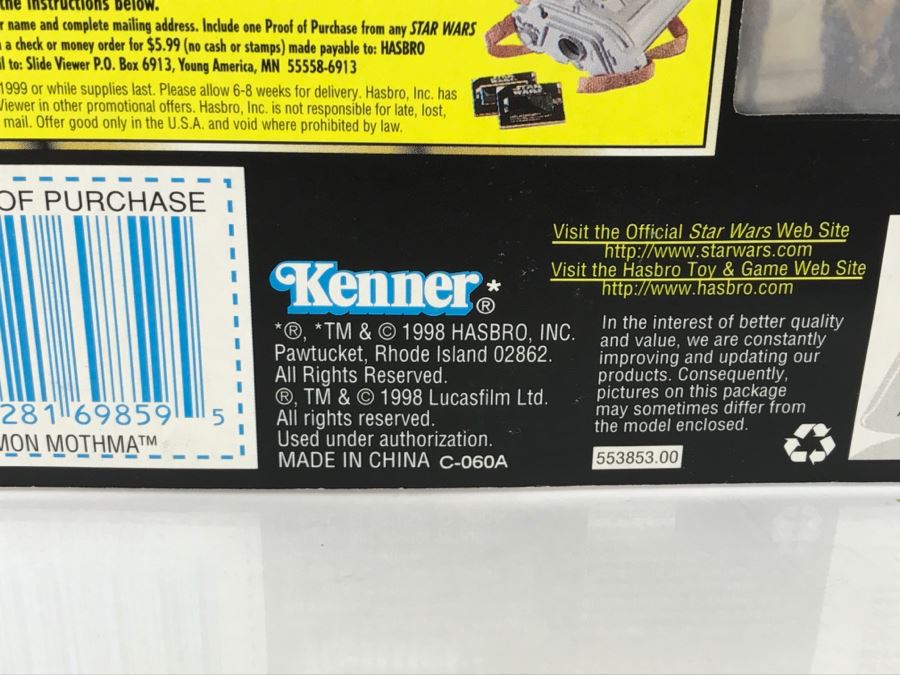 the instructions below.
name and complete mailing address. Include one Proof of Purchase from any STAR WARS
a check or money order for $5.99 (no cash or stamps) made payable to: HASBRO
to: Slide Viewer P.O. Box 6913, Young America, MN 55558-6913
1999 or while supplies last. Please allow 6-8 weeks for delivery. Hasbro, Inc. has
Viewer in other promotional offers. Hasbro, Inc. is not responsible for late, lost,
mail. Offer good only in the U.S.A. and void where prohibited by law.
STAR WARS
OF PURCHASE
281 69859 5
MON MOTHMA™
Kenner*®
*®, *TM & © 1998 HASBRO, INC.
Pawtucket, Rhode Island 02862.
All Rights Reserved.
®, TM & © 1998 Lucasfilm Ltd.
All rights reserved.
Used under authorization.
MADE IN CHINA C-060A
Visit the Official Star Wars Web Site
http://www.starwars.com
Visit the Hasbro Toy & Game Web Site
http://www.hasbro.com
In the interest of better quality
and value, we are constantly
improving and updating our
products. Consequently,
pictures on this package
may sometimes differ from
the model enclosed.
553853.00